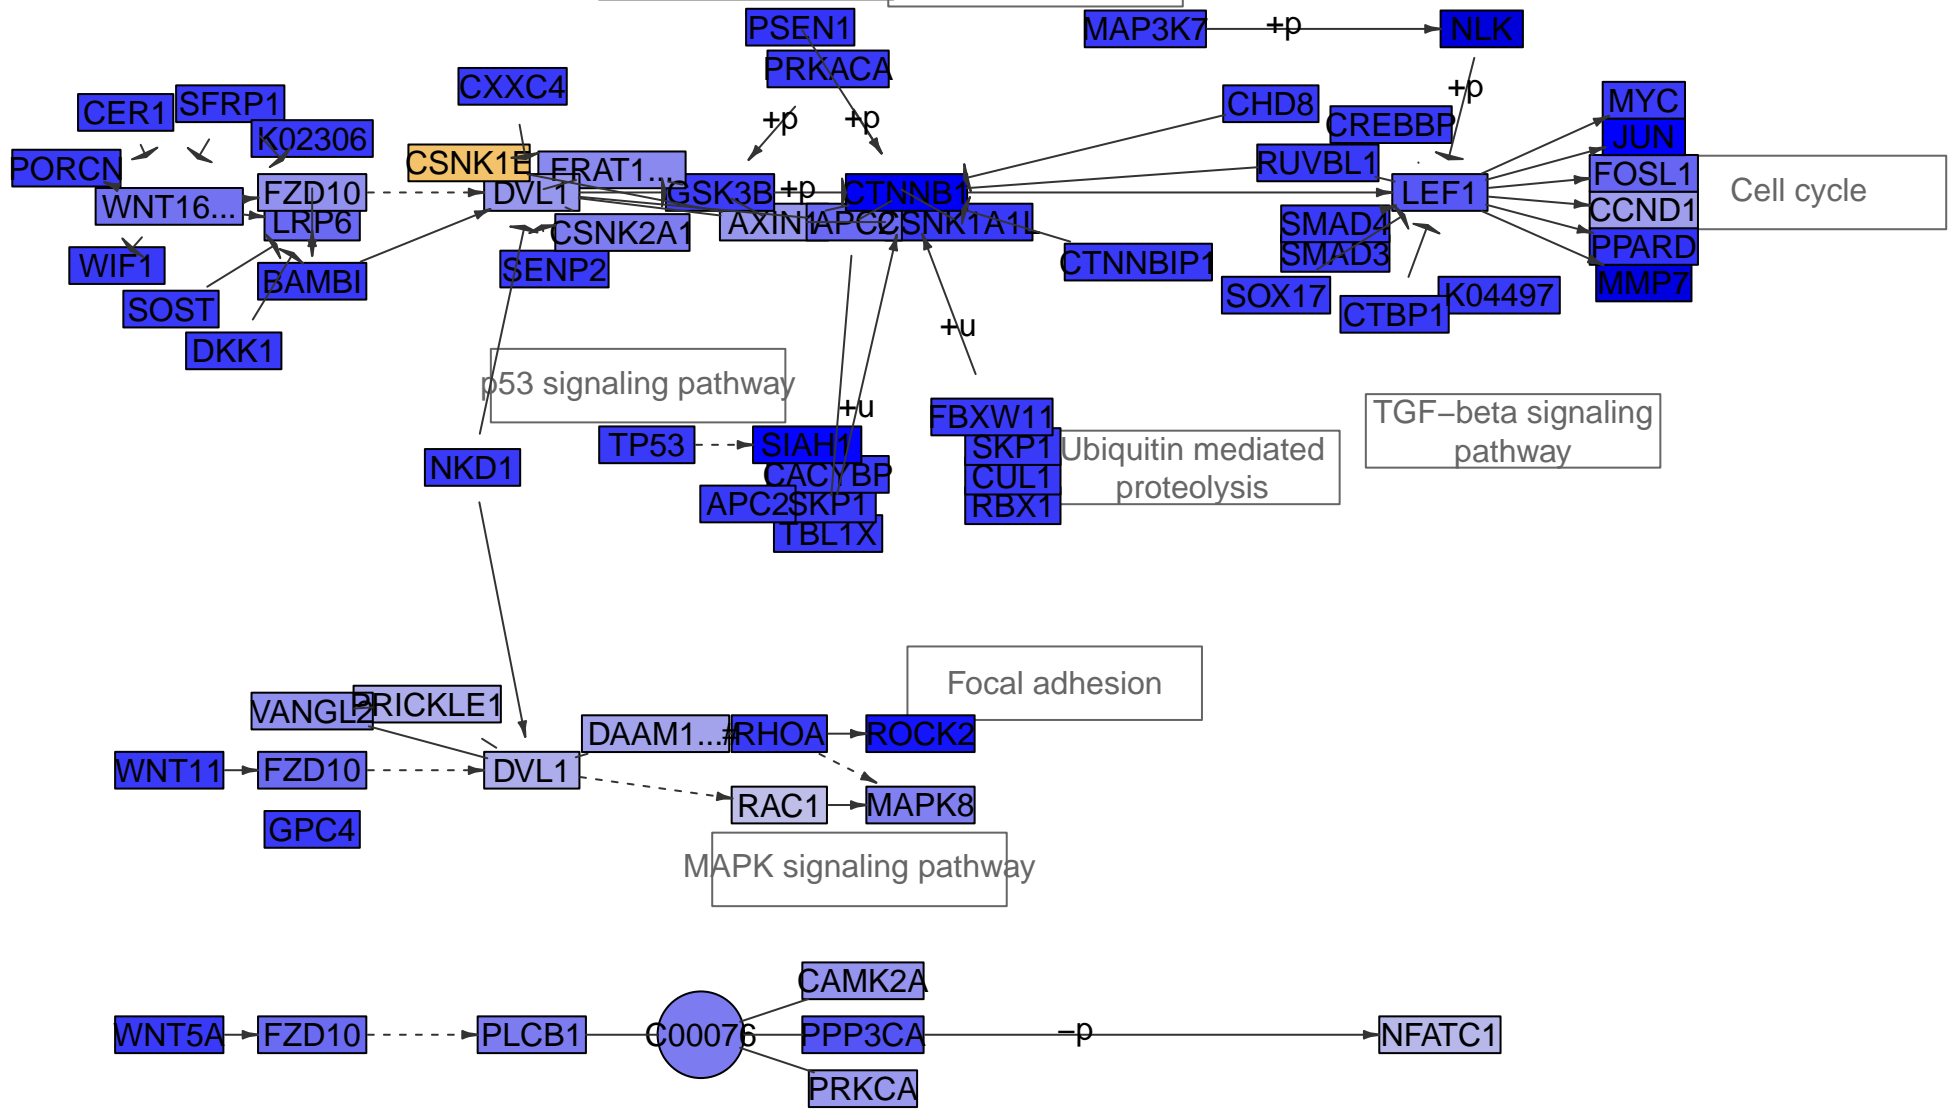 PSEN1
MAP3K7
+p
NLK
PRKACA
CXXC4
+p
CER1
SFRP1
CHD8
MYC
+p
+p
CREBBP
K02306
JUN
PORCN
CSNK1E
FRAT1...
RUVBL1
FOSL1
Cell cycle
WNT16...
FZD10
DVL1
GSK3B
+p
CTNNB1
LEF1
CCND1
LRP6
AXIN1
APC2
CSNK1A1L
SMAD4
CSNK2A1
SMAD3
PPARD
WIF1
BAMBI
SENP2
CTNNBIP1
MMP7
SOST
SOX17
K04497
CTBP1
DKK1
+u
p53 signaling pathway
+u
FBXW11
TGF−beta signaling
pathway
TP53
SIAH1
SKP1
Ubiquitin mediated
proteolysis
NKD1
CACYBP
CUL1
APC2
SKP1
RBX1
TBL1X
Focal adhesion
VANGL2
PRICKLE1
DAAM1...#
RHOA
ROCK2
WNT11
FZD10
DVL1
RAC1
MAPK8
GPC4
MAPK signaling pathway
CAMK2A
WNT5A
FZD10
PLCB1
C00076
PPP3CA
−p
NFATC1
PRKCA